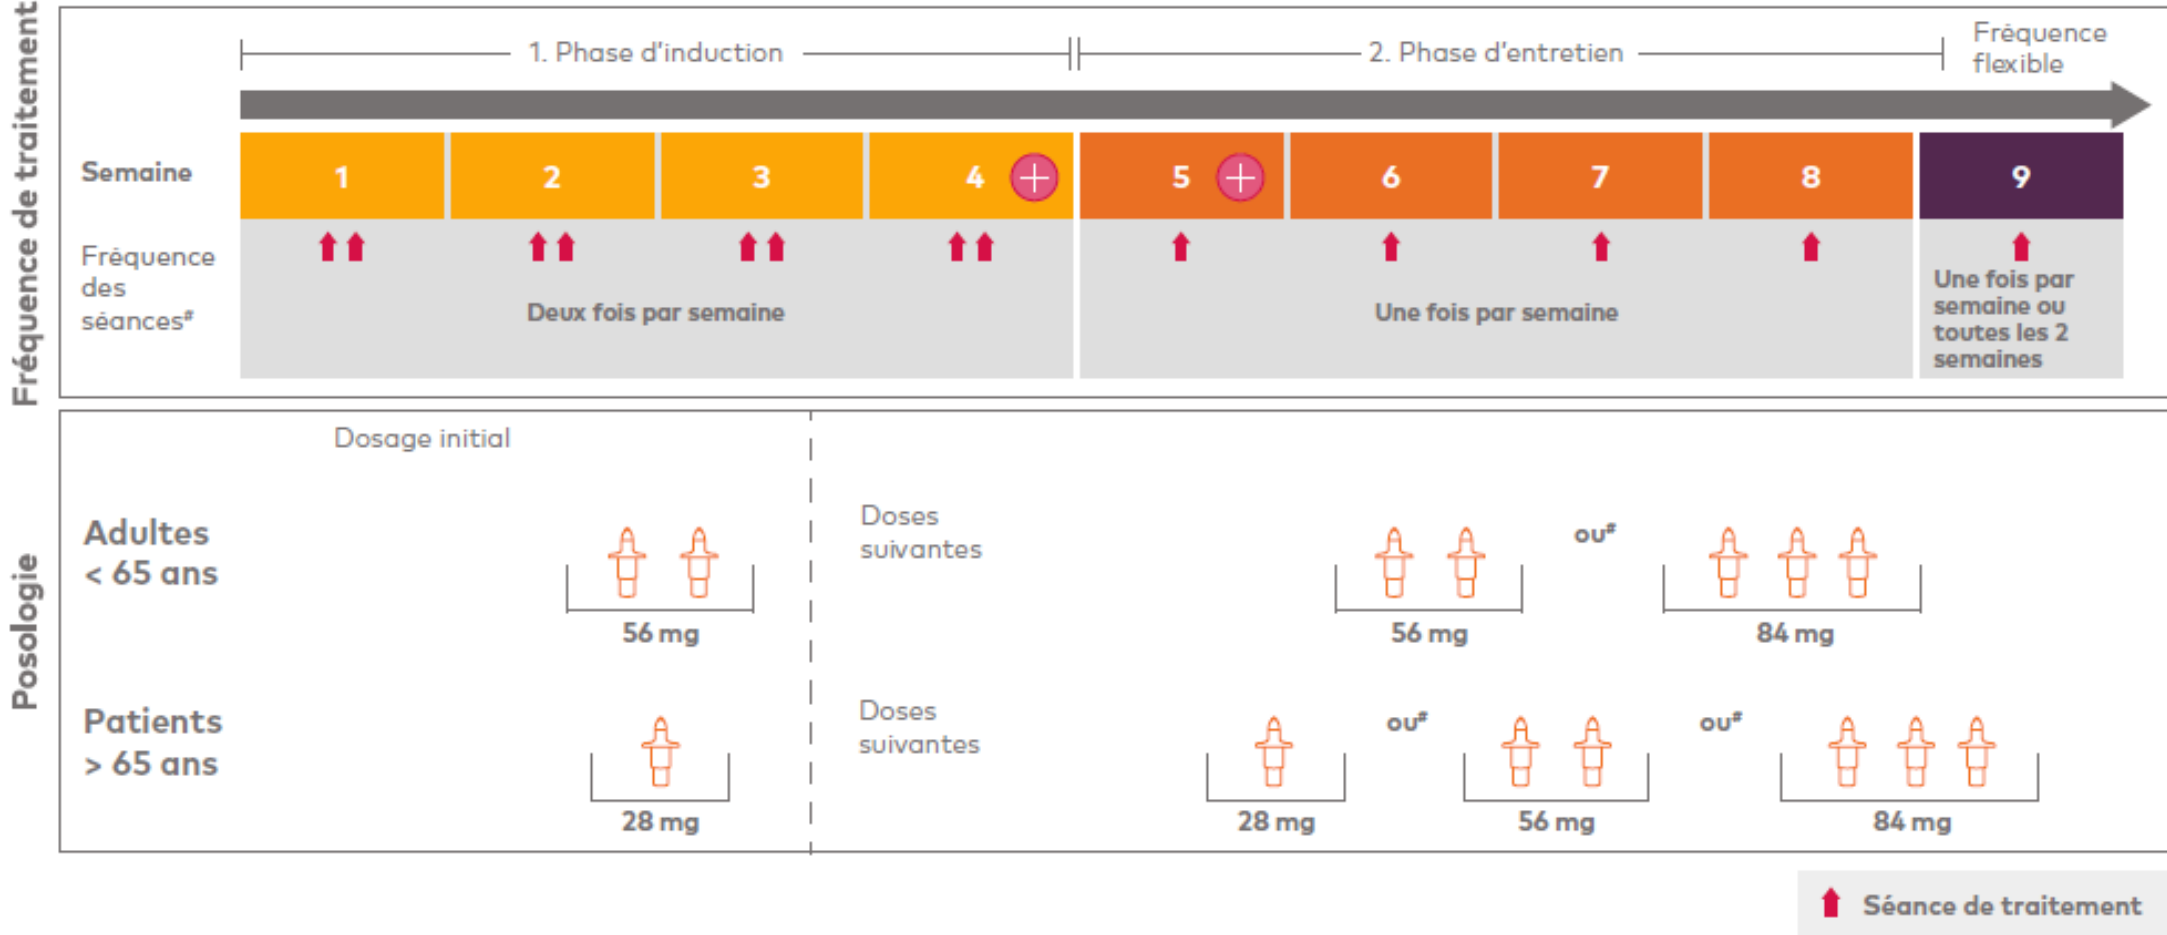 Fréquence de traitement
1. Phase d'induction
2. Phase d'entretien
Fréquence
flexible
Semaine
1
2
3
4
5
6
7
8
9
Fréquence
des
séances#
Deux fois par semaine
Une fois par semaine
Une fois par
semaine ou
toutes les 2
semaines
Posologie
Dosage initial
Adultes
< 65 ans
56 mg
Doses
suivantes
56 mg
ou#
84 mg
Patients
> 65 ans
28 mg
Doses
suivantes
28 mg
ou#
56 mg
ou#
84 mg
Séance de traitement